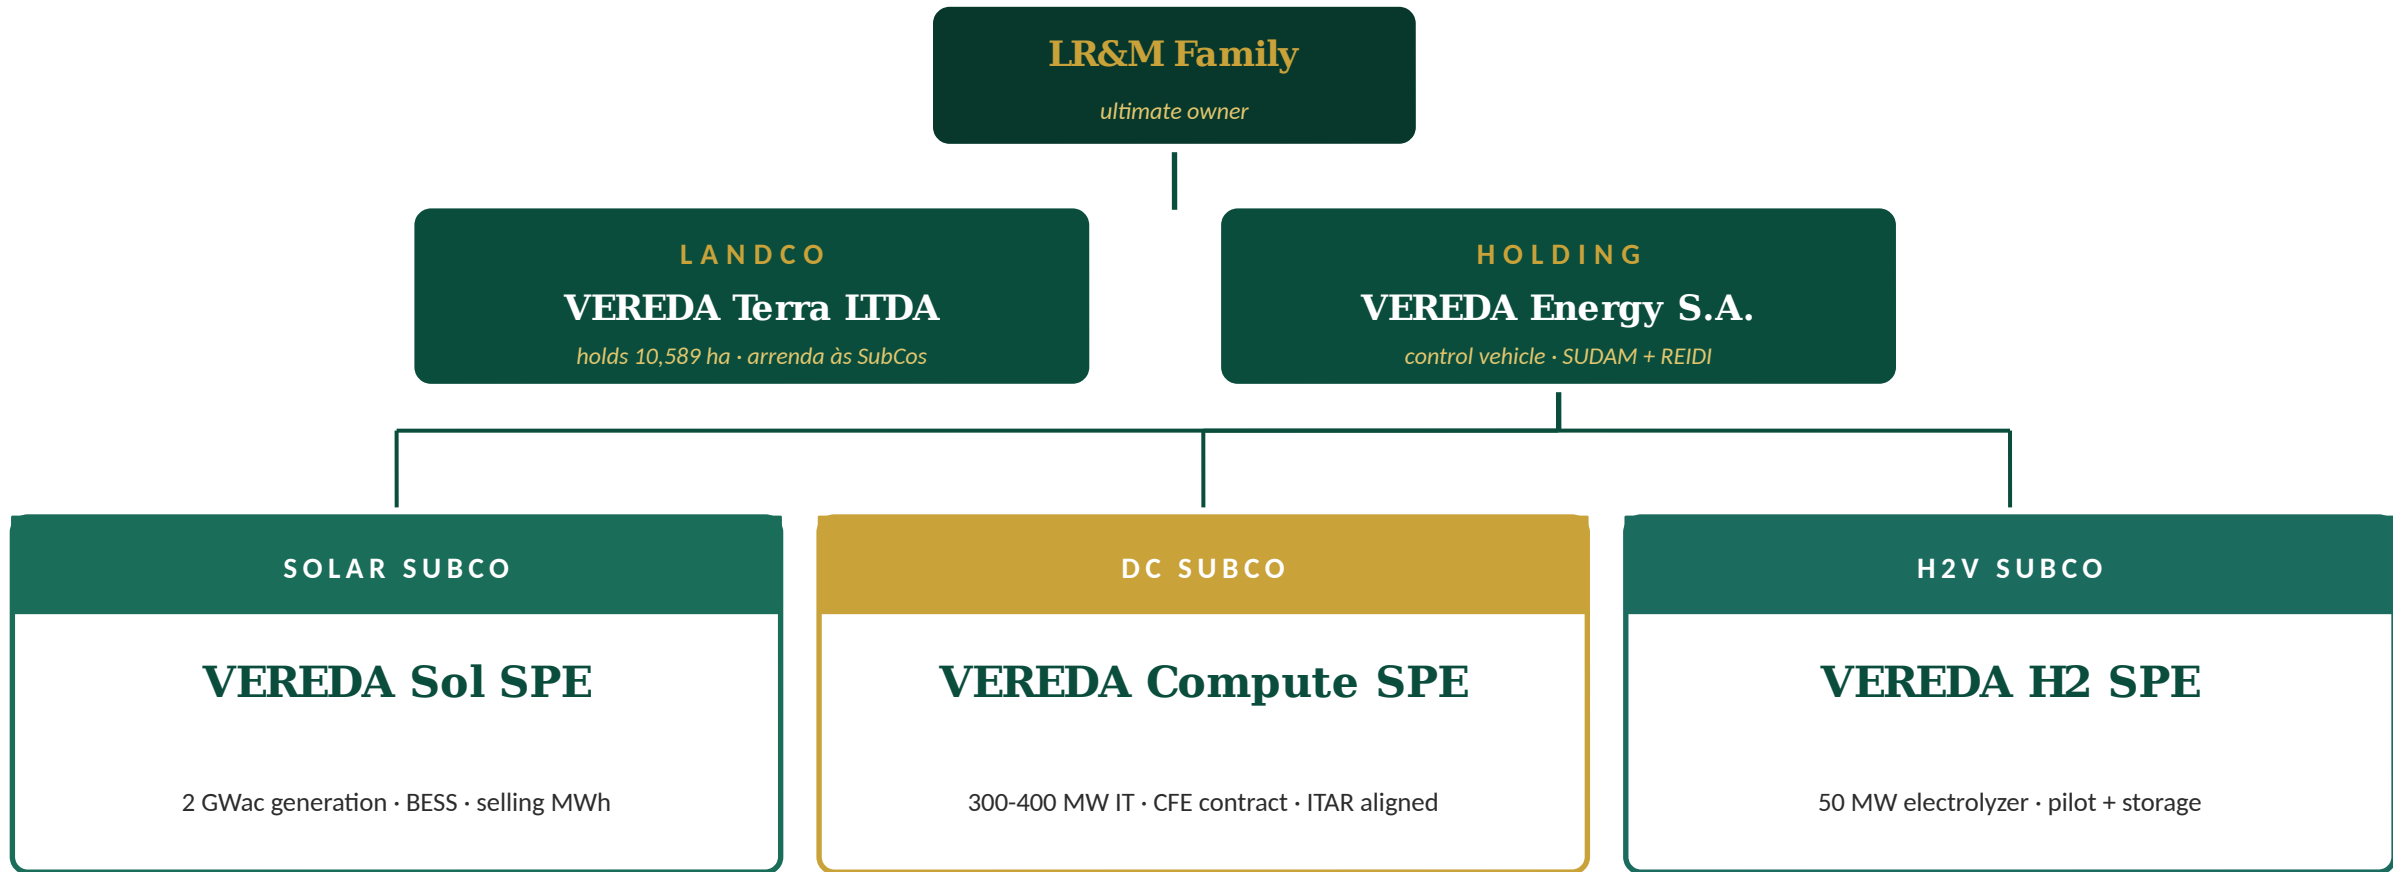 LR&M Family
ultimate owner
LANDCO
VEREDA Terra LTDA
holds 10,589 ha · arrenda às SubCos
HOLDING
VEREDA Energy S.A.
control vehicle · SUDAM + REIDI
SOLAR SUBCO
VEREDA Sol SPE
2 GWac generation · BESS · selling MWh
DC SUBCO
VEREDA Compute SPE
300-400 MW IT · CFE contract · ITAR aligned
H2V SUBCO
VEREDA H2 SPE
50 MW electrolyzer · pilot + storage